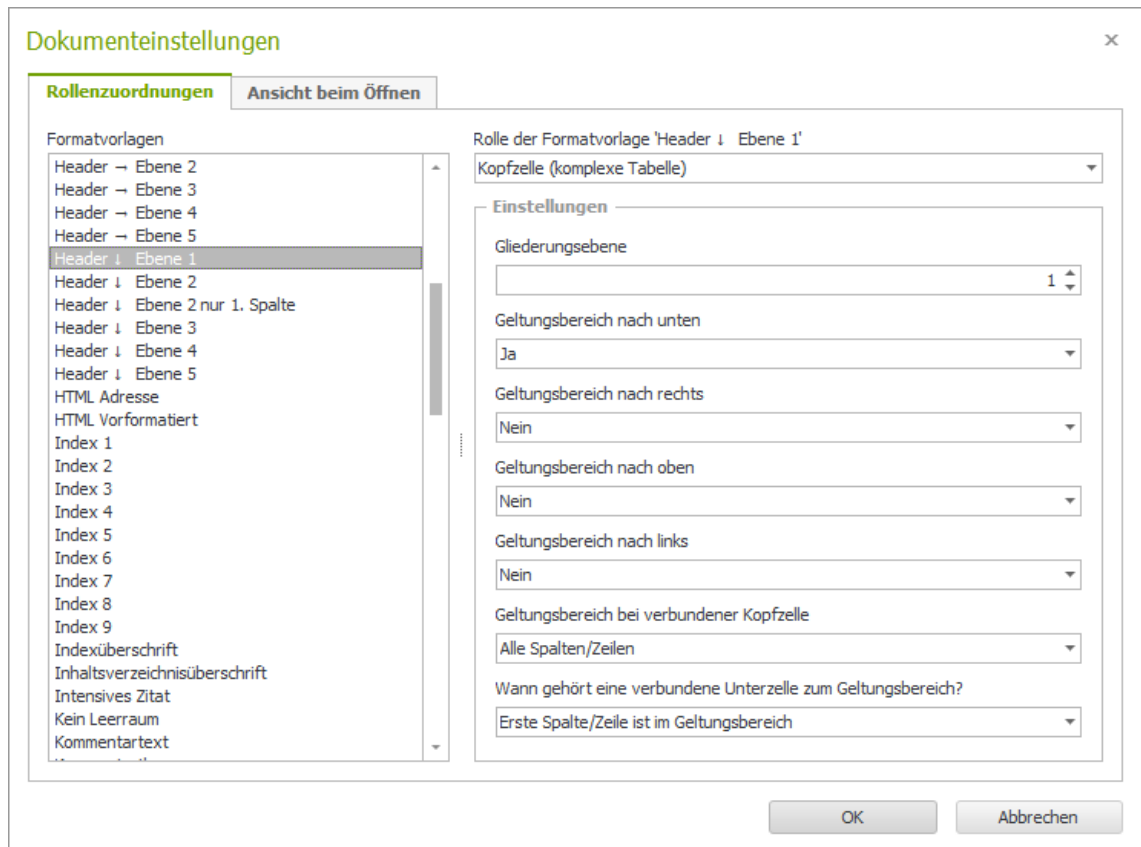 Dokumenteinstellungen
Rollenzuordnungen
Ansicht beim Öffnen
Formatvorlagen
Header → Ebene 2
Header → Ebene 3
Header → Ebene 4
Header → Ebene 5
Header ↓ Ebene 1
Header ↓ Ebene 2
Header ↓ Ebene 2 nur 1. Spalte
Header ↓ Ebene 3
Header ↓ Ebene 4
Header ↓ Ebene 5
HTML Adresse
HTML Vorformatiert
Index 1
Index 2
Index 3
Index 4
Index 5
Index 6
Index 7
Index 8
Index 9
Indexüberschrift
Inhaltsverzeichnisüberschrift
Intensives Zitat
Kein Leerraum
Kommentartext
Rolle der Formatvorlage 'Header ↓ Ebene 1'
Kopfzelle (komplexe Tabelle)
Einstellungen
Gliederungsebene
1
Geltungsbereich nach unten
Ja
Geltungsbereich nach rechts
Nein
Geltungsbereich nach oben
Nein
Geltungsbereich nach links
Nein
Geltungsbereich bei verbundener Kopfzelle
Alle Spalten/Zeilen
Wann gehört eine verbundene Unterzelle zum Geltungsbereich?
Erste Spalte/Zeile ist im Geltungsbereich
OK
Abbrechen